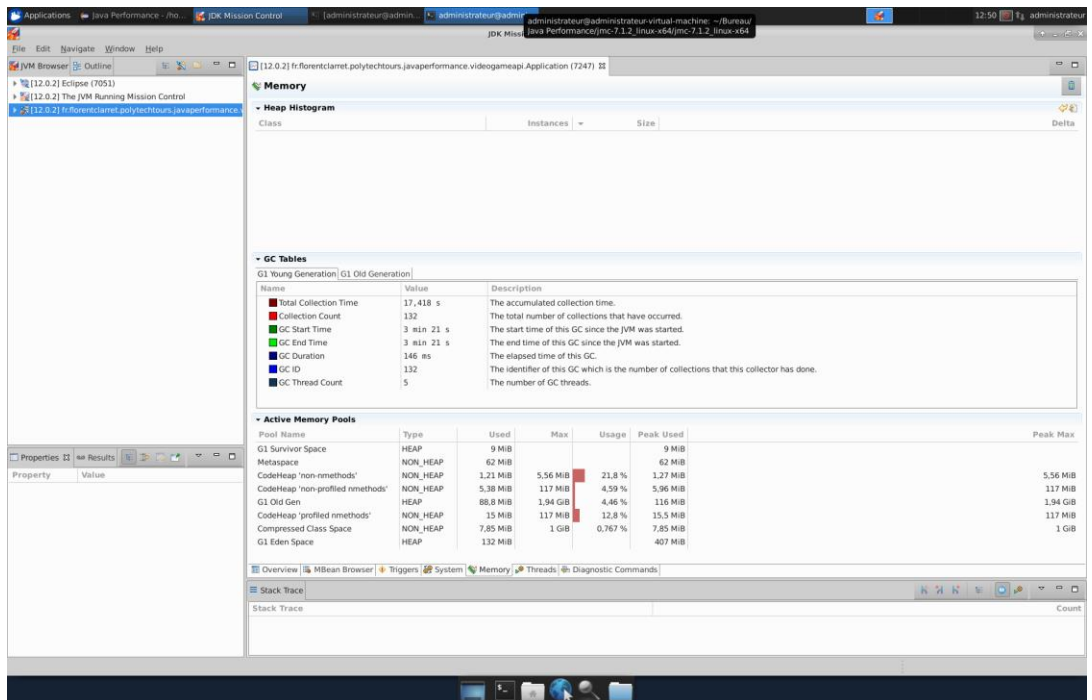 Applications
Java Performance - /ho...
JDK Mission Control
[administrateur@admin...
administrateur@admin
12:50
administrateur
administrateur@administrateur-virtual-machine: ~/Bureau/
Java Performance/jmc-7.1.2_linux-x64/jmc-7.1.2_linux-x64
JDK Missi
File Edit Navigate Window Help
JVM Browser Outline
[12.0.2] Eclipse (7051)
[12.0.2] The JVM Running Mission Control
[12.0.2] fr.florentclarret.polytechtours.javaperformance.
[12.0.2] fr.florentclarret.polytechtours.javaperformance.videogameapi.Application (7247)
Memory
Heap Histogram
Class Instances Size Delta
GC Tables
G1 Young Generation G1 Old Generation
Name Value Description
Total Collection Time 17,418 s The accumulated collection time.
Collection Count 132 The total number of collections that have occurred.
GC Start Time 3 min 21 s The start time of this GC since the JVM was started.
GC End Time 3 min 21 s The end time of this GC since the JVM was started.
GC Duration 146 ms The elapsed time of this GC.
GC ID 132 The identifier of this GC which is the number of collections that this collector has done.
GC Thread Count 5 The number of GC threads.
Active Memory Pools
Pool Name Type Used Max Usage Peak Used Peak Max
G1 Survivor Space HEAP 9 MiB 9 MiB
Metaspace NON_HEAP 62 MiB 62 MiB
CodeHeap 'non-nmethods' NON_HEAP 1,21 MiB 5,56 MiB 21,8 % 1,27 MiB 5,56 MiB
CodeHeap 'non-profiled nmethods' NON_HEAP 5,38 MiB 117 MiB 4,59 % 5,96 MiB 117 MiB
G1 Old Gen HEAP 88,8 MiB 1,94 GiB 4,46 % 116 MiB 1,94 GiB
CodeHeap 'profiled nmethods' NON_HEAP 15 MiB 117 MiB 12,8 % 15,5 MiB 117 MiB
Compressed Class Space NON_HEAP 7,85 MiB 1 GiB 0,767 % 7,85 MiB 1 GiB
G1 Eden Space HEAP 132 MiB 407 MiB
Overview MBean Browser Triggers System Memory Threads Diagnostic Commands
Properties Results
Property Value
Stack Trace
Stack Trace Count